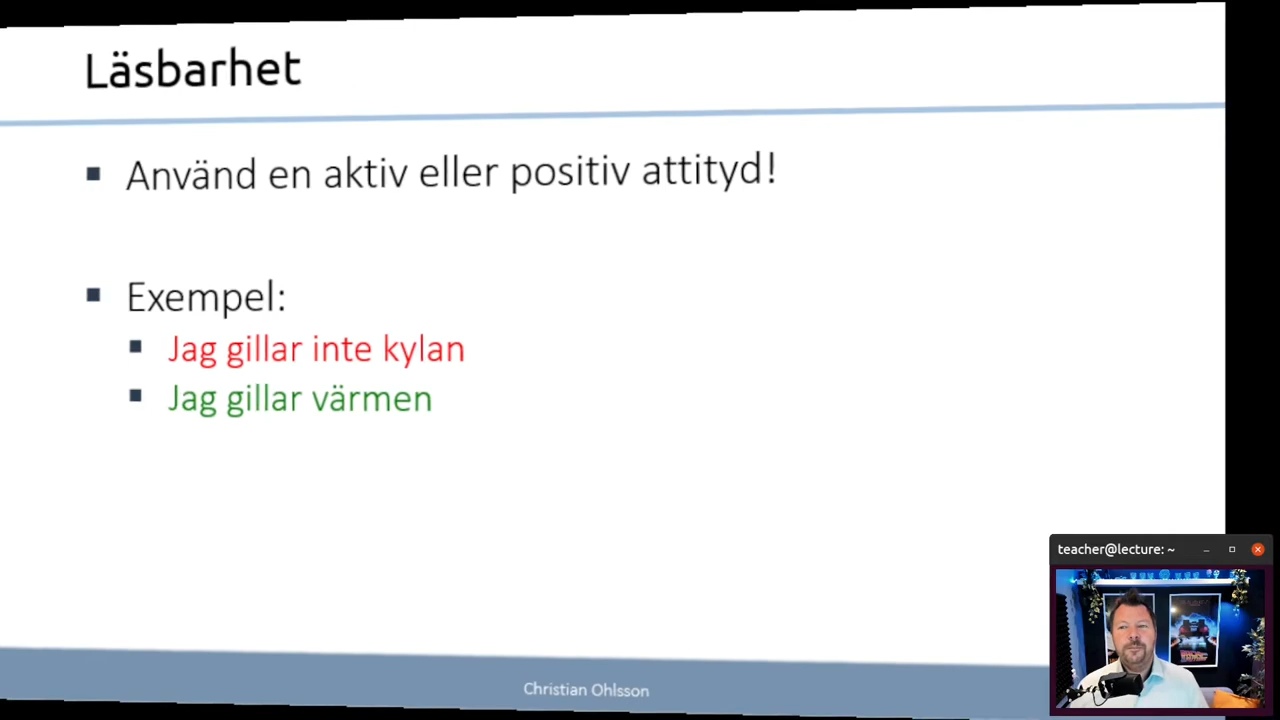 Läsbarhet
Använd en aktiv eller positiv attityd!
Exempel:
Jag gillar inte kylan
Jag gillar värmen
Christian Ohlsson
teacher@lecture: ~